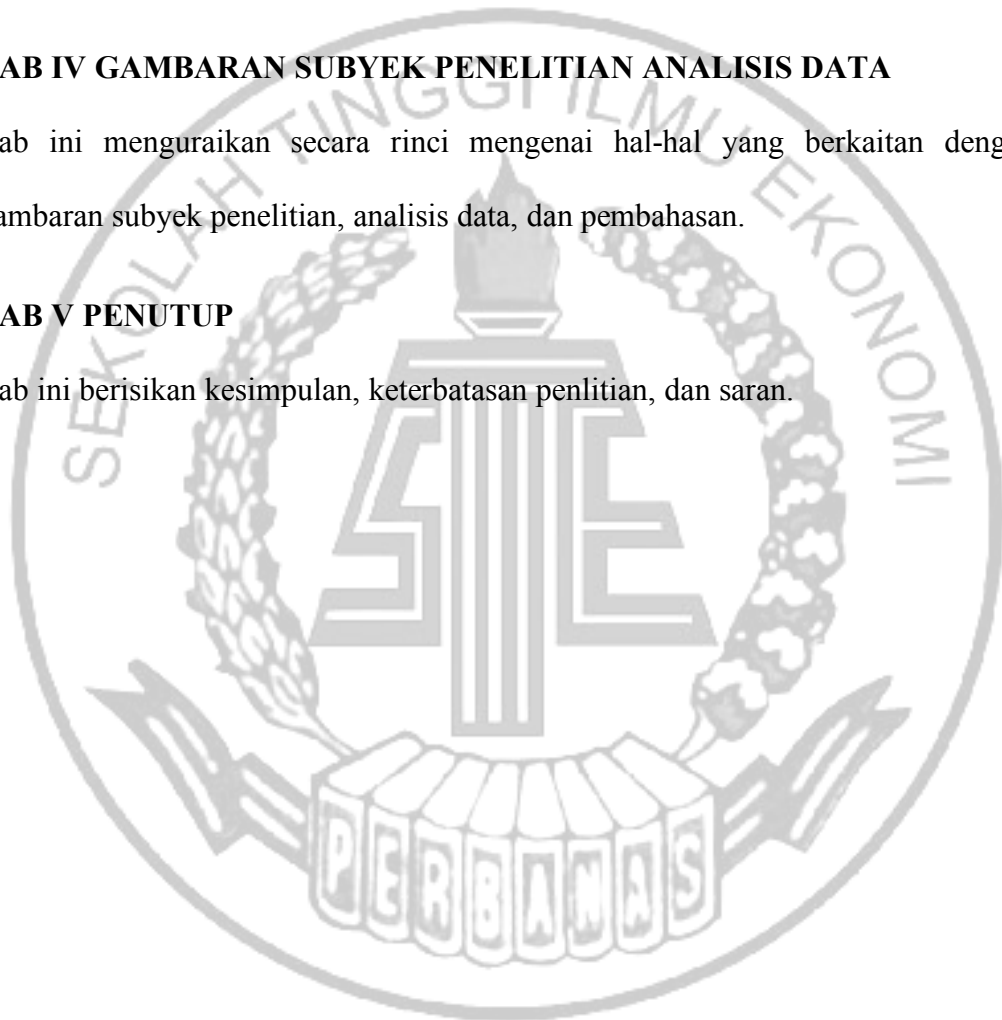 AB IV GAMBARAN SUBYEK PENELITIAN ANALISIS DATA
ab ini menguraikan secara rinci mengenai hal-hal yang berkaitan deng
ambaran subyek penelitian, analisis data, dan pembahasan.
AB V PENUTUP
ab ini berisikan kesimpulan, keterbatasan penlitian, dan saran.
SEKOLAH TINGGI ILMU EKONOMI
STIE
PERBANAS